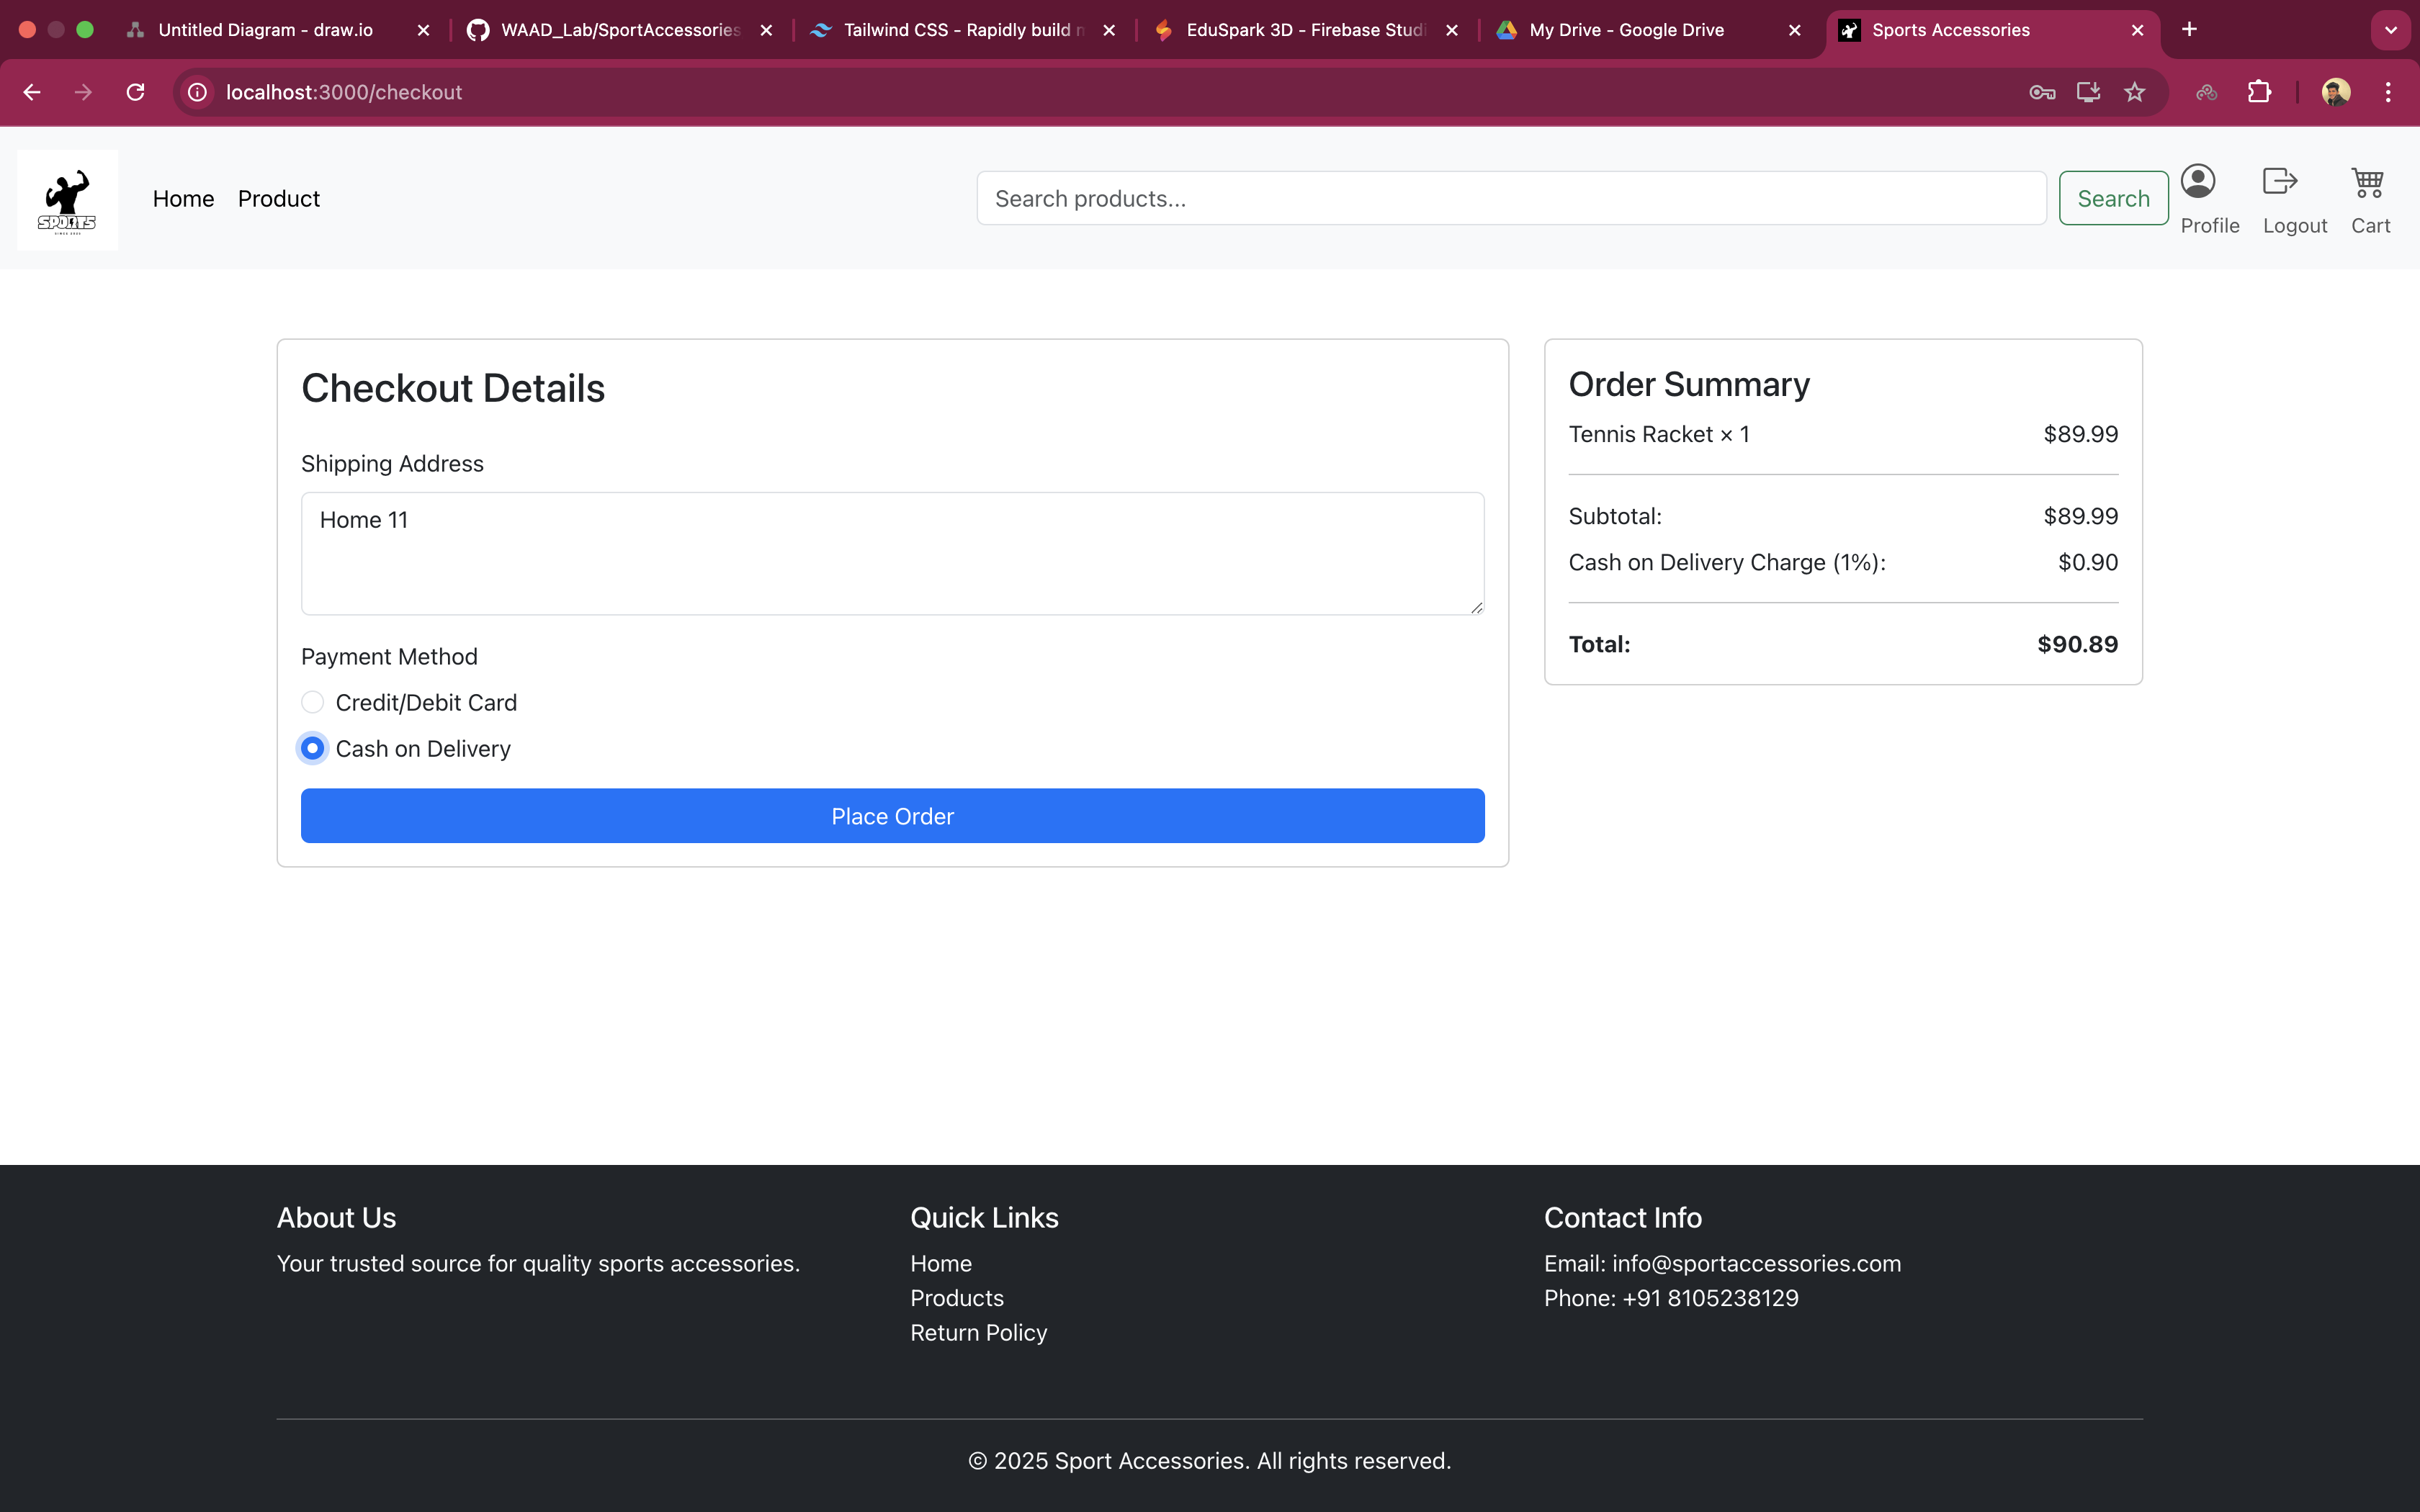 Untitled Diagram - draw.io
WAAD_Lab/SportAccessories
Tailwind CSS - Rapidly build
EduSpark 3D - Firebase Studi
My Drive - Google Drive
Sports Accessories
localhost:3000/checkout
SPORTS
Home
Product
Search products...
Search
Profile
Logout
Cart
Checkout Details
Shipping Address
Home 11
Payment Method
Credit/Debit Card
Cash on Delivery
Place Order
Order Summary
Tennis Racket × 1 $89.99
Subtotal: $89.99
Cash on Delivery Charge (1%): $0.90
Total: $90.89
About Us
Your trusted source for quality sports accessories.
Quick Links
Home
Products
Return Policy
Contact Info
Email: info@sportaccessories.com
Phone: +91 8105238129
© 2025 Sport Accessories. All rights reserved.